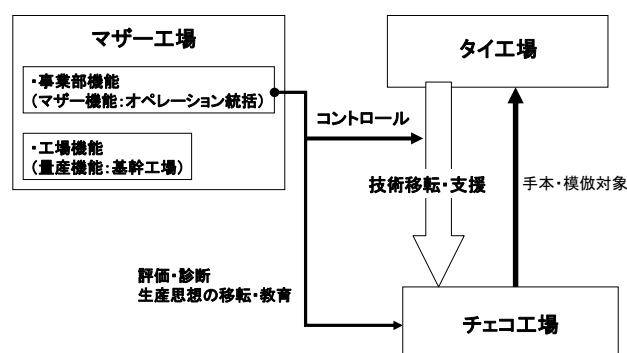 マザー工場
・事業部機能
(マザー機能：オペレーション統括)
・工場機能
(量産機能：基幹工場)
タイ工場
コントロール
技術移転・支援
手本・模倣対象
評価・診断
生産思想の移転・教育
チェコ工場